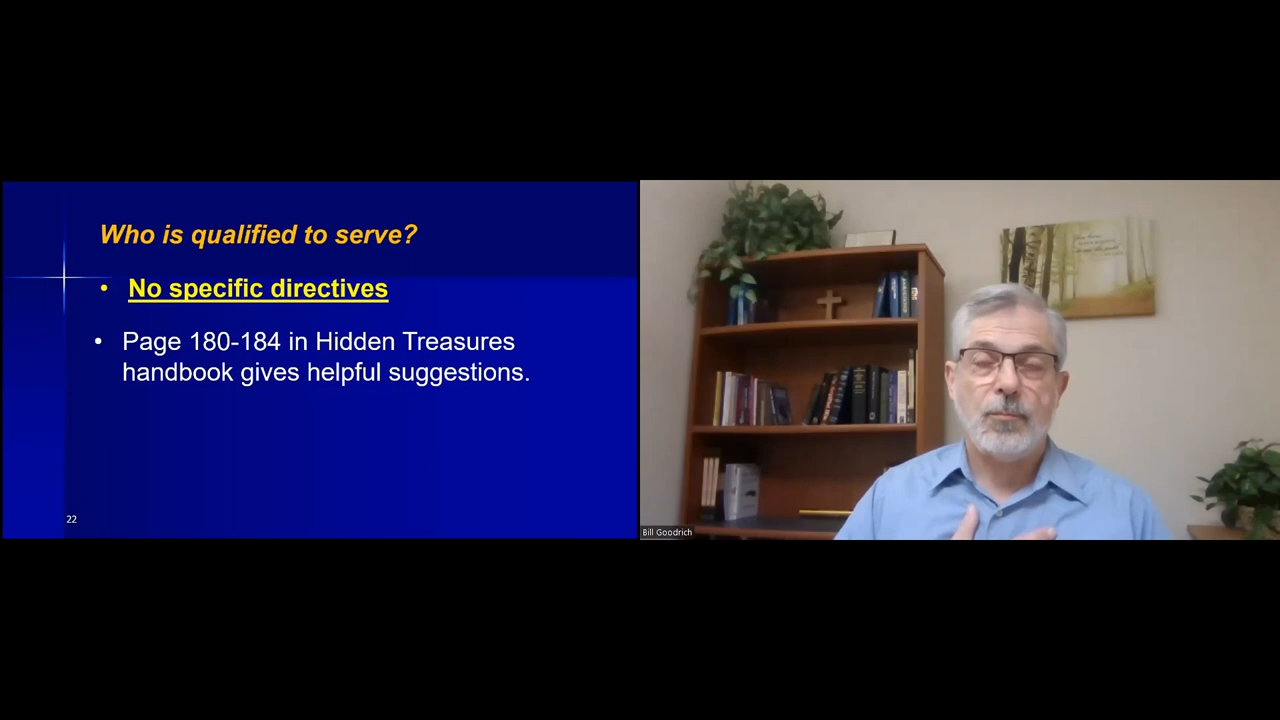 Who is qualified to serve?
• No specific directives
• Page 180-184 in Hidden Treasures
handbook gives helpful suggestions.
22
Bill Goodrich